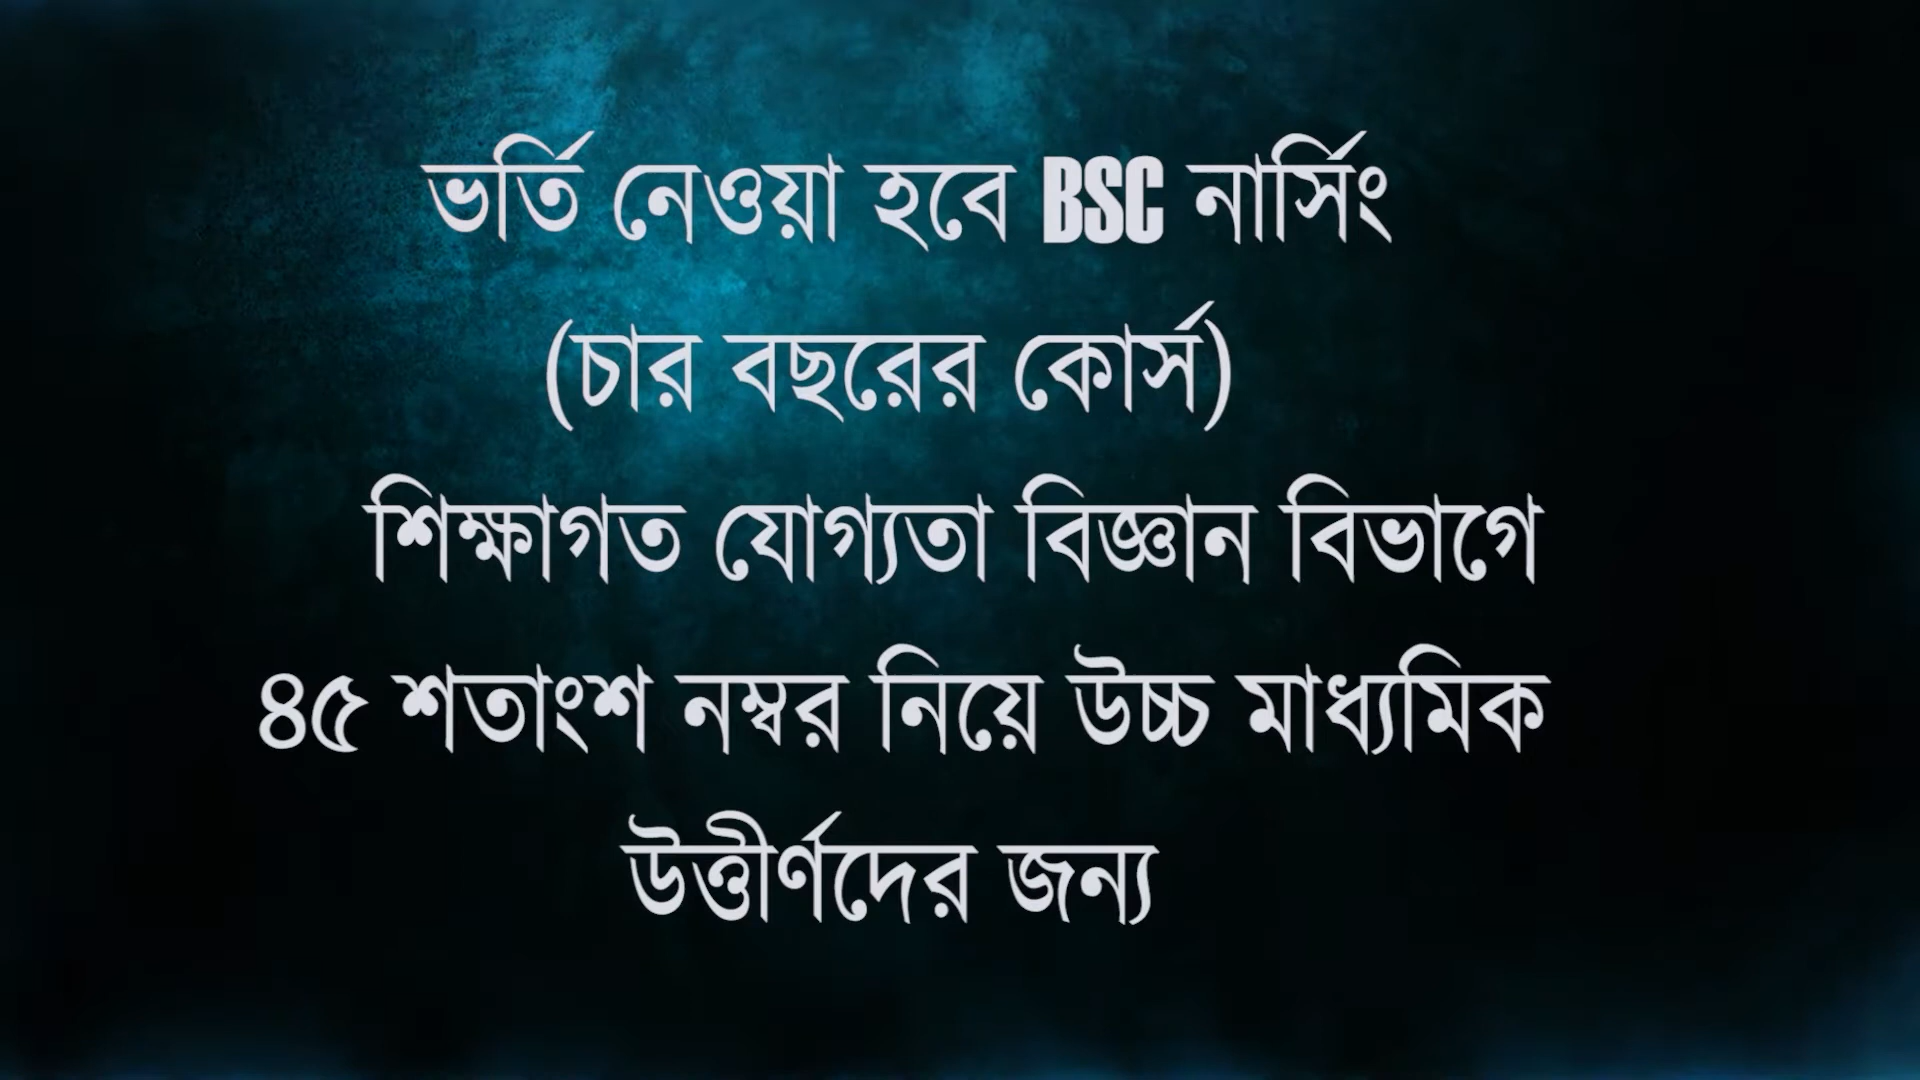 ভর্তি নেওয়া হবে BSC নার্সিং
(চার বছরের কোর্স)
শিক্ষাগত যোগ্যতা বিজ্ঞান বিভাগে
৪৫ শতাংশ নম্বর নিয়ে উচ্চ মাধ্যমিক
উত্তীর্ণদের জন্য